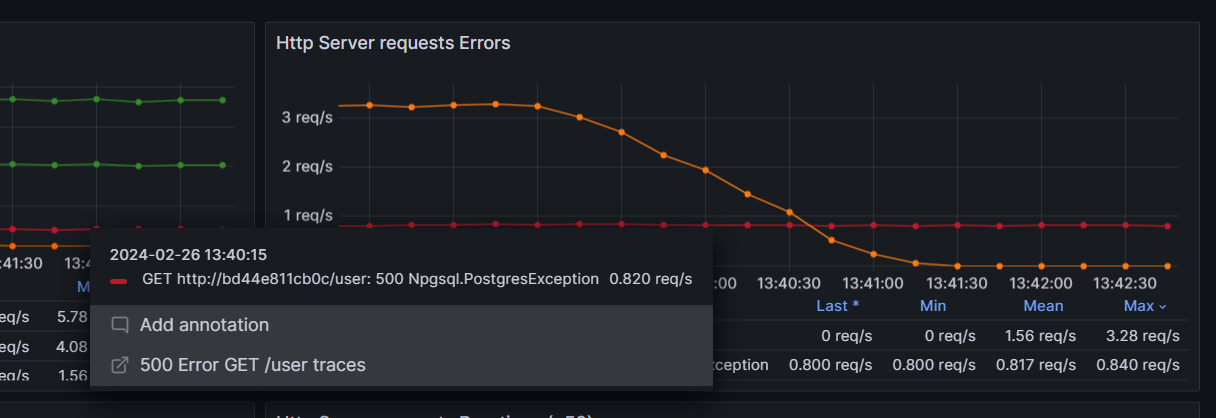 Http Server requests Errors
3 req/s
2 req/s
1 req/s
2024-02-26 13:40:15
GET http://bd44e811cb0c/user: 500 Npgsql.PostgresException 0.820 req/s
Add annotation
500 Error GET /user traces
:41:30 13:4
:00 13:40:30 13:41:00 13:41:30 13:42:00 13:42:30
M
Last * Min Mean Max
eq/s 5.78
0 req/s 0 req/s 1.56 req/s 3.28 req/s
eq/s 4.08
xception 0.800 req/s 0.800 req/s 0.817 req/s 0.840 req/s
eq/s 1.56